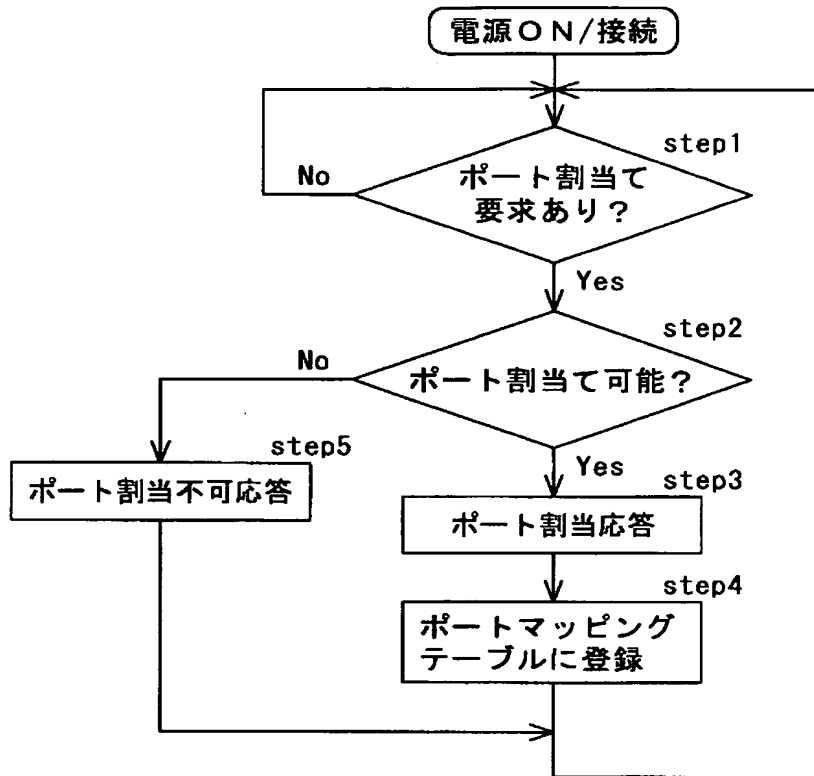 電源ON/接続
step1
No
ポート割当て
要求あり?
Yes
step2
No
ポート割当て可能?
step5
Yes
step3
ポート割当不可応答
ポート割当応答
step4
ポートマッピング
テーブルに登録